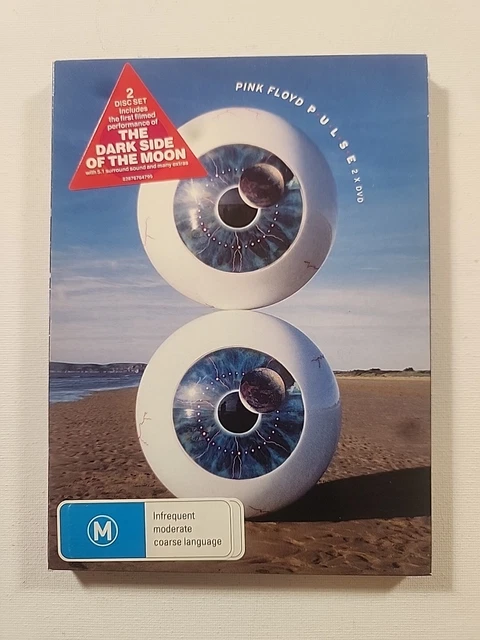 2
DISC SET
Includes
the first filmed
performance of
THE
DARK SIDE
OF THE MOON
with 5.1 surround sound and many extras
82876764795
PINK FLOYD P·U·L·S·E 2 X DVD
M
Infrequent
moderate
coarse language